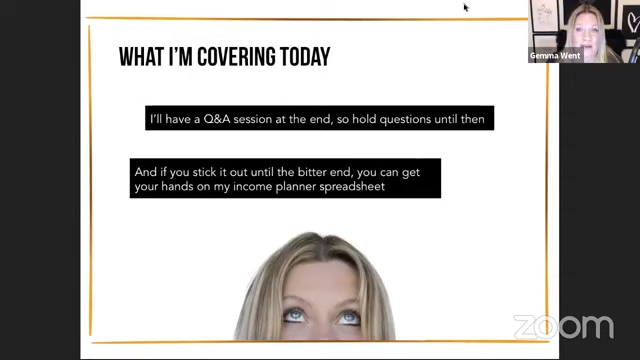 Gemma Went
WHAT I'M COVERING TODAY
I'll have a Q&A session at the end, so hold questions until then
And if you stick it out until the bitter end, you can get
your hands on my income planner spreadsheet
zoom